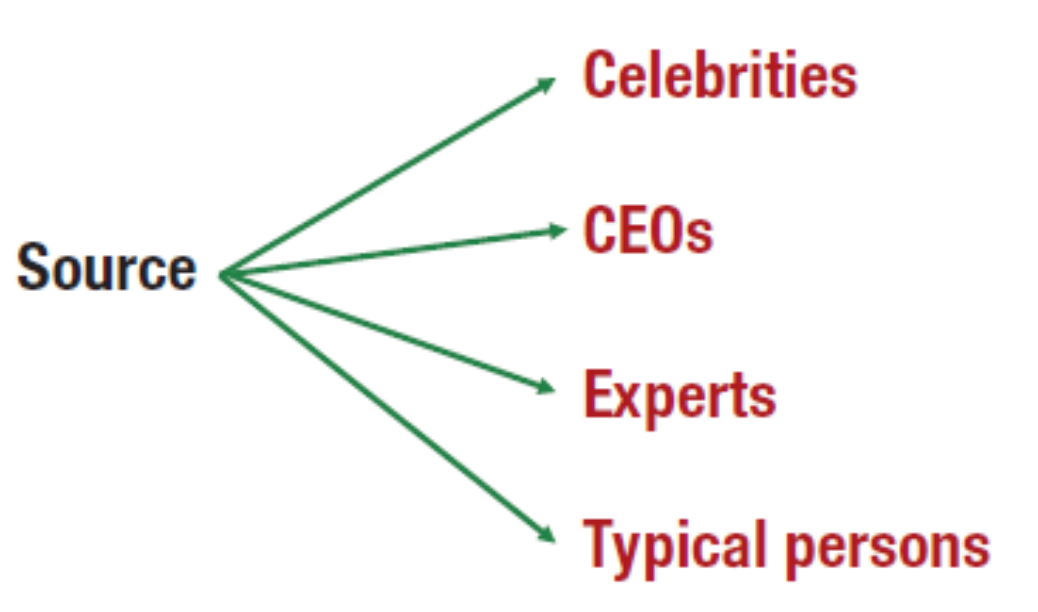 Celebrities
CEOs
Source
Experts
Typical persons